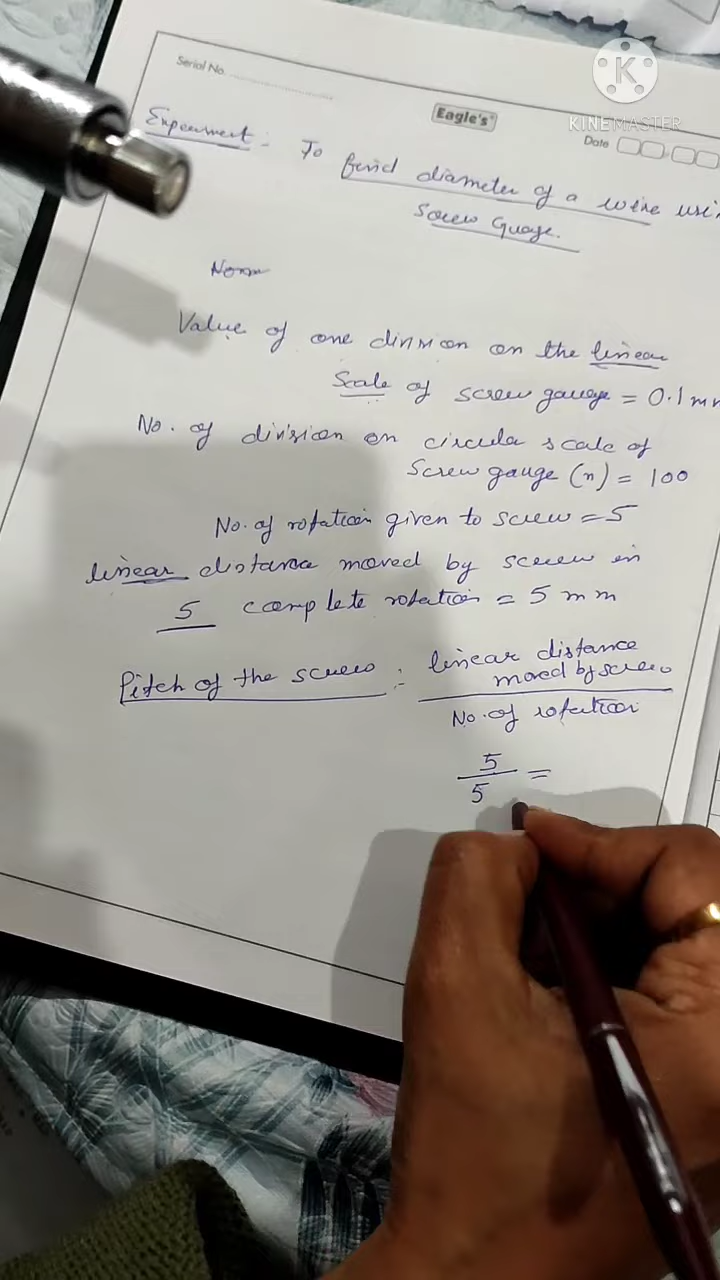 K
KINEMASTER
Serial No.
Eagle's
Date
Experiment : To find diameter of a wire usi
Screw Guage.
Value of one division on the linear
Scale of screw gauge = 0.1 mm
No. of division on circula scale of
Screw gauge (n) = 100
No. of rotation given to screw = 5
linear distance moved by screw in
5 complete rotation = 5 mm
Pitch of the screw : linear distance
moved by screw
No. of rotation
5
5 =